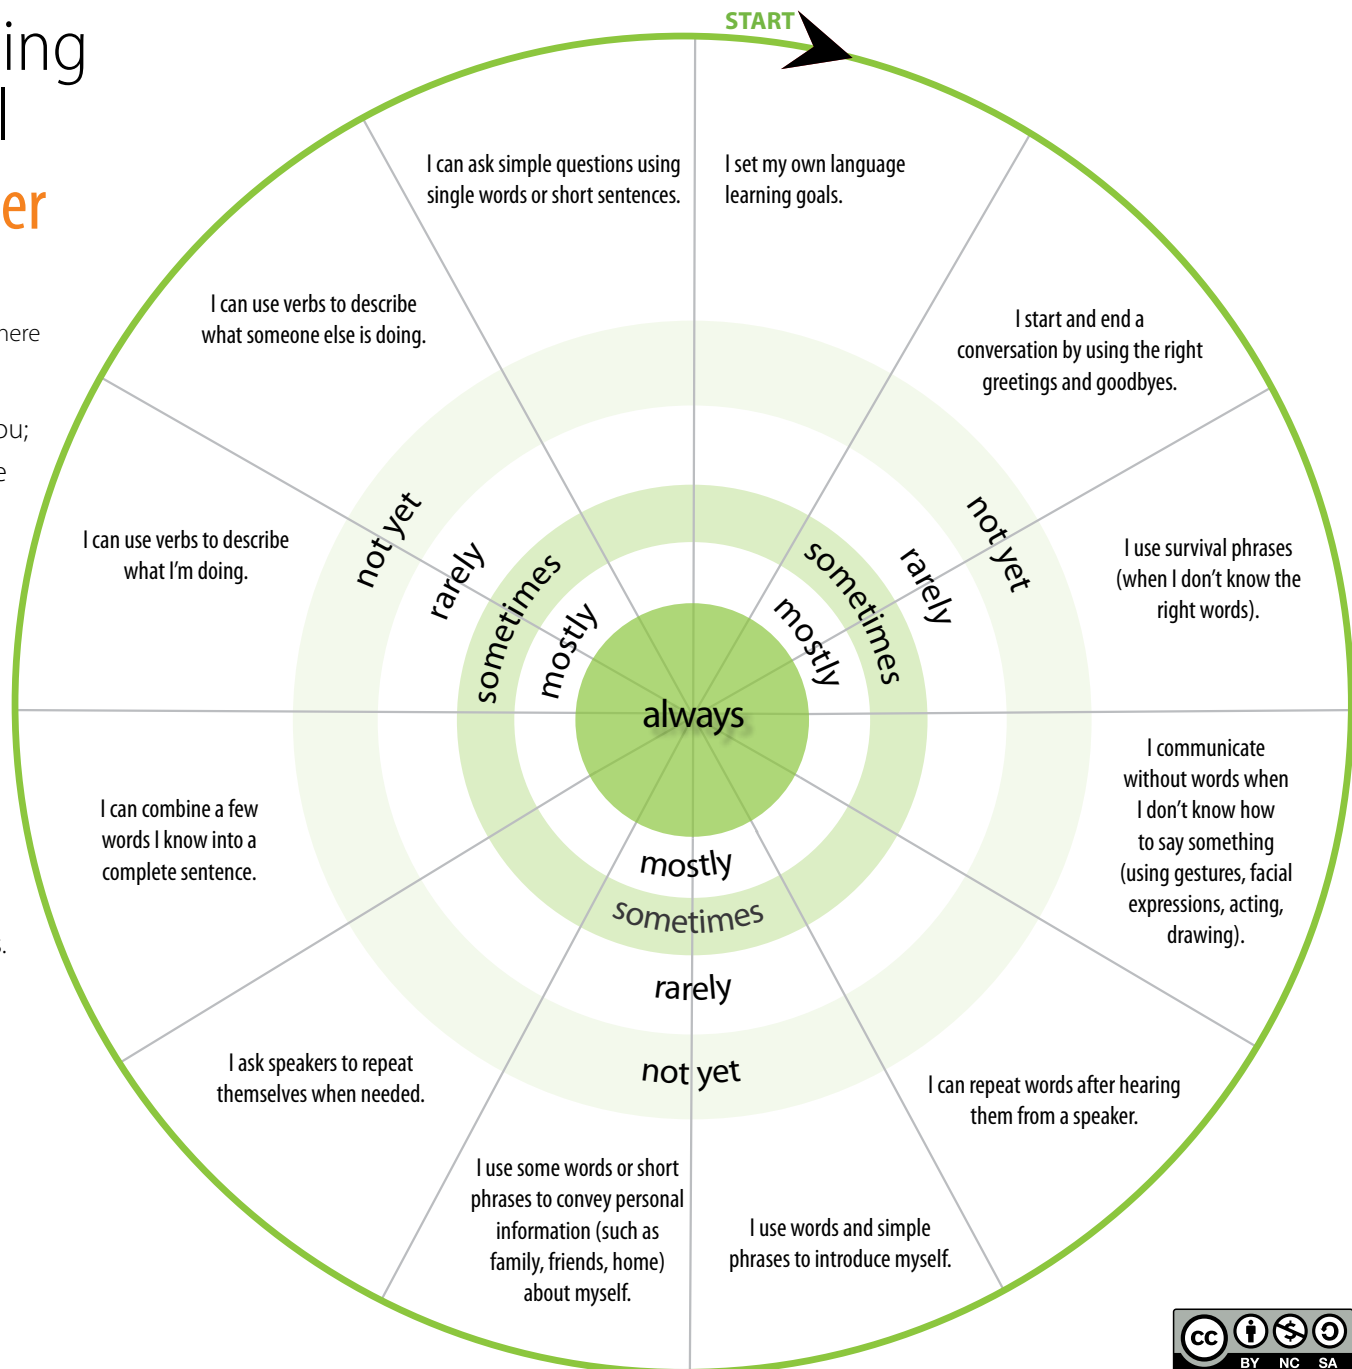 ing
l
er
here
ou;
e
s.
START
I set my own language
learning goals.
I start and end a
conversation by using the right
greetings and goodbyes.
I use survival phrases
(when I don't know the
right words).
I communicate
without words when
I don't know how
to say something
(using gestures, facial
expressions, acting,
drawing).
I can repeat words after hearing
them from a speaker.
I use words and simple
phrases to introduce myself.
I use some words or short
phrases to convey personal
information (such as
family, friends, home)
about myself.
I ask speakers to repeat
themselves when needed.
I can combine a few
words I know into a
complete sentence.
I can use verbs to describe
what I'm doing.
I can use verbs to describe
what someone else is doing.
I can ask simple questions using
single words or short sentences.
not yet
rarely
sometimes
mostly
mostly
sometimes
rarely
not yet
always
mostly
sometimes
rarely
not yet
cc
BY NC SA